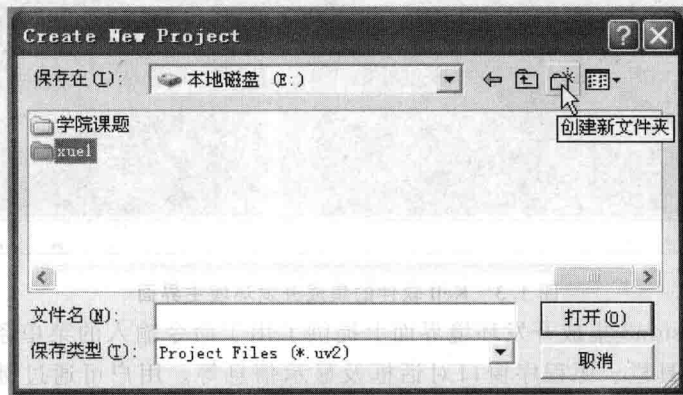 Create New Project
保存在(I): 本地磁盘 (E:)
创建新文件夹
学院课题
xue1
文件名(N): 打开(O)
保存类型(T): Project Files (*.uv2) 取消